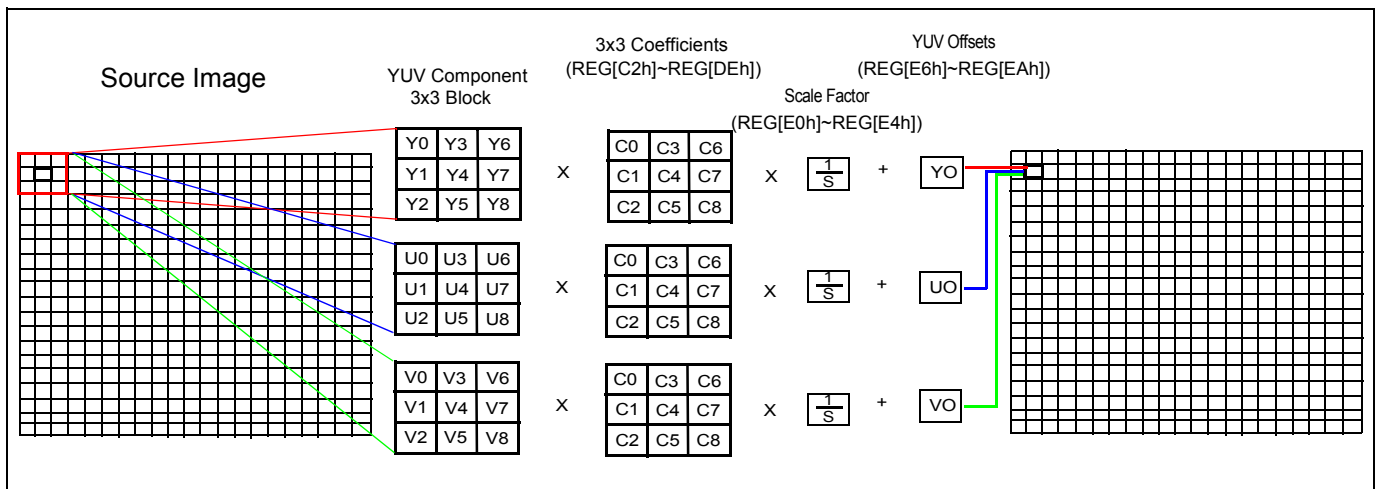 3x3 Coefficients
(REG[C2h]~REG[DEh])
YUV Offsets
(REG[E6h]~REG[EAh])
Source Image
YUV Component
3x3 Block
Scale Factor
(REG[E0h]~REG[E4h])
Y0 Y3 Y6
Y1 Y4 Y7
Y2 Y5 Y8
X
C0 C3 C6
C1 C4 C7
C2 C5 C8
X
1
S
+
YO
U0 U3 U6
U1 U4 U7
U2 U5 U8
X
C0 C3 C6
C1 C4 C7
C2 C5 C8
X
1
S
+
UO
V0 V3 V6
V1 V4 V7
V2 V5 V8
X
C0 C3 C6
C1 C4 C7
C2 C5 C8
X
1
S
+
VO